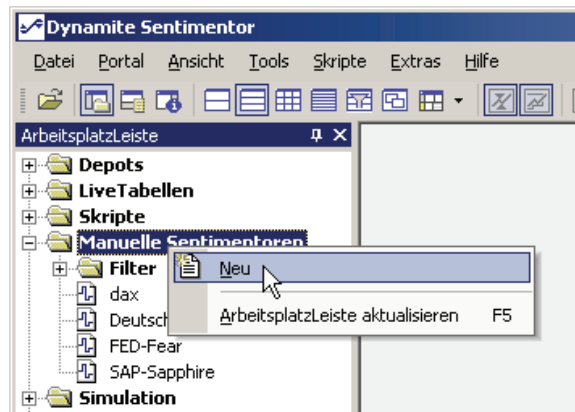 Dynamite Sentimentor
Datei Portal Ansicht Tools Skripte Extras Hilfe
ArbeitsplatzLeiste
Depots
LiveTabellen
Skripte
Manuelle Sentimentoren
Filter
Neu
dax
Deutsch
ArbeitsplatzLeiste aktualisieren F5
FED-Fear
SAP-Sapphire
Simulation